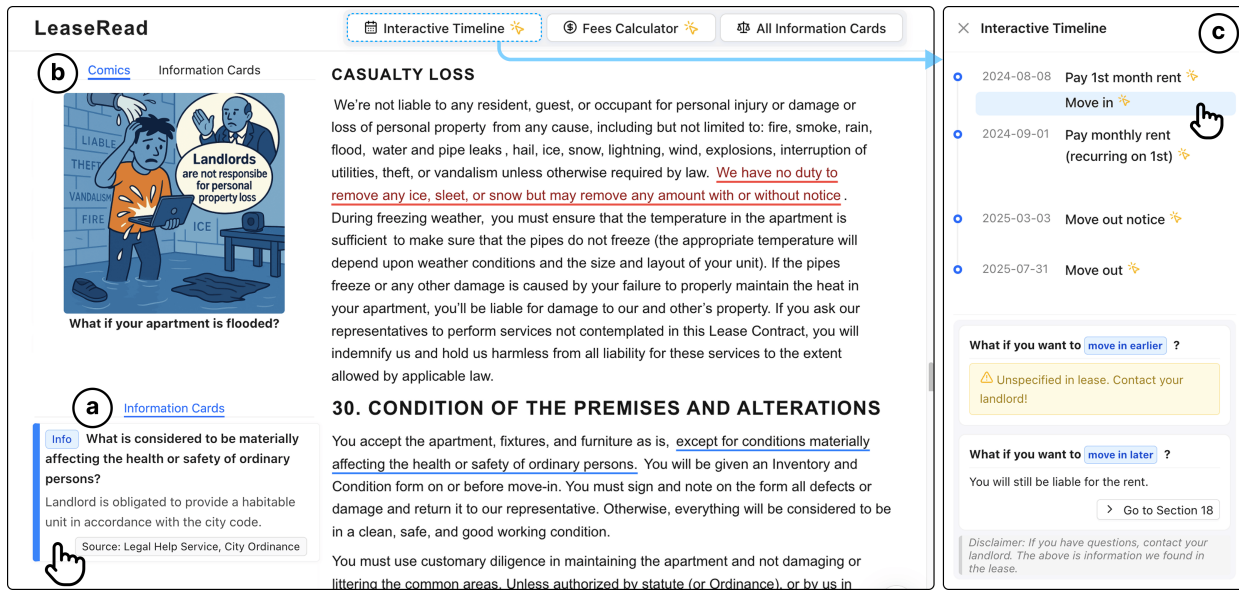 LeaseRead
Interactive Timeline
Fees Calculator
All Information Cards
b
Comics
Information Cards
LIABLE
THEFT
VANDALISM
FIRE
ICE
Landlords
are not responsibe
for personal
property loss
What if your apartment is flooded?
a
Information Cards
Info What is considered to be materially
affecting the health or safety of ordinary
persons?
Landlord is obligated to provide a habitable
unit in accordance with the city code.
Source: Legal Help Service, City Ordinance
CASUALTY LOSS
We're not liable to any resident, guest, or occupant for personal injury or damage or
loss of personal property from any cause, including but not limited to: fire, smoke, rain,
flood, water and pipe leaks , hail, ice, snow, lightning, wind, explosions, interruption of
utilities, theft, or vandalism unless otherwise required by law. We have no duty to
remove any ice, sleet, or snow but may remove any amount with or without notice .
During freezing weather, you must ensure that the temperature in the apartment is
sufficient to make sure that the pipes do not freeze (the appropriate temperature will
depend upon weather conditions and the size and layout of your unit). If the pipes
freeze or any other damage is caused by your failure to properly maintain the heat in
your apartment, you'll be liable for damage to our and other's property. If you ask our
representatives to perform services not contemplated in this Lease Contract, you will
indemnify us and hold us harmless from all liability for these services to the extent
allowed by applicable law.
30. CONDITION OF THE PREMISES AND ALTERATIONS
You accept the apartment, fixtures, and furniture as is, except for conditions materially
affecting the health or safety of ordinary persons. You will be given an Inventory and
Condition form on or before move-in. You must sign and note on the form all defects or
damage and return it to our representative. Otherwise, everything will be considered to be
in a clean, safe, and good working condition.
You must use customary diligence in maintaining the apartment and not damaging or
littering the common areas. Unless authorized by statute (or Ordinance), or by us in
Interactive Timeline
c
2024-08-08 Pay 1st month rent
Move in
2024-09-01 Pay monthly rent
(recurring on 1st)
2025-03-03 Move out notice
2025-07-31 Move out
What if you want to move in earlier ?
Unspecified in lease. Contact your
landlord!
What if you want to move in later ?
You will still be liable for the rent.
Go to Section 18
Disclaimer: If you have questions, contact your
landlord. The above is information we found in
the lease.